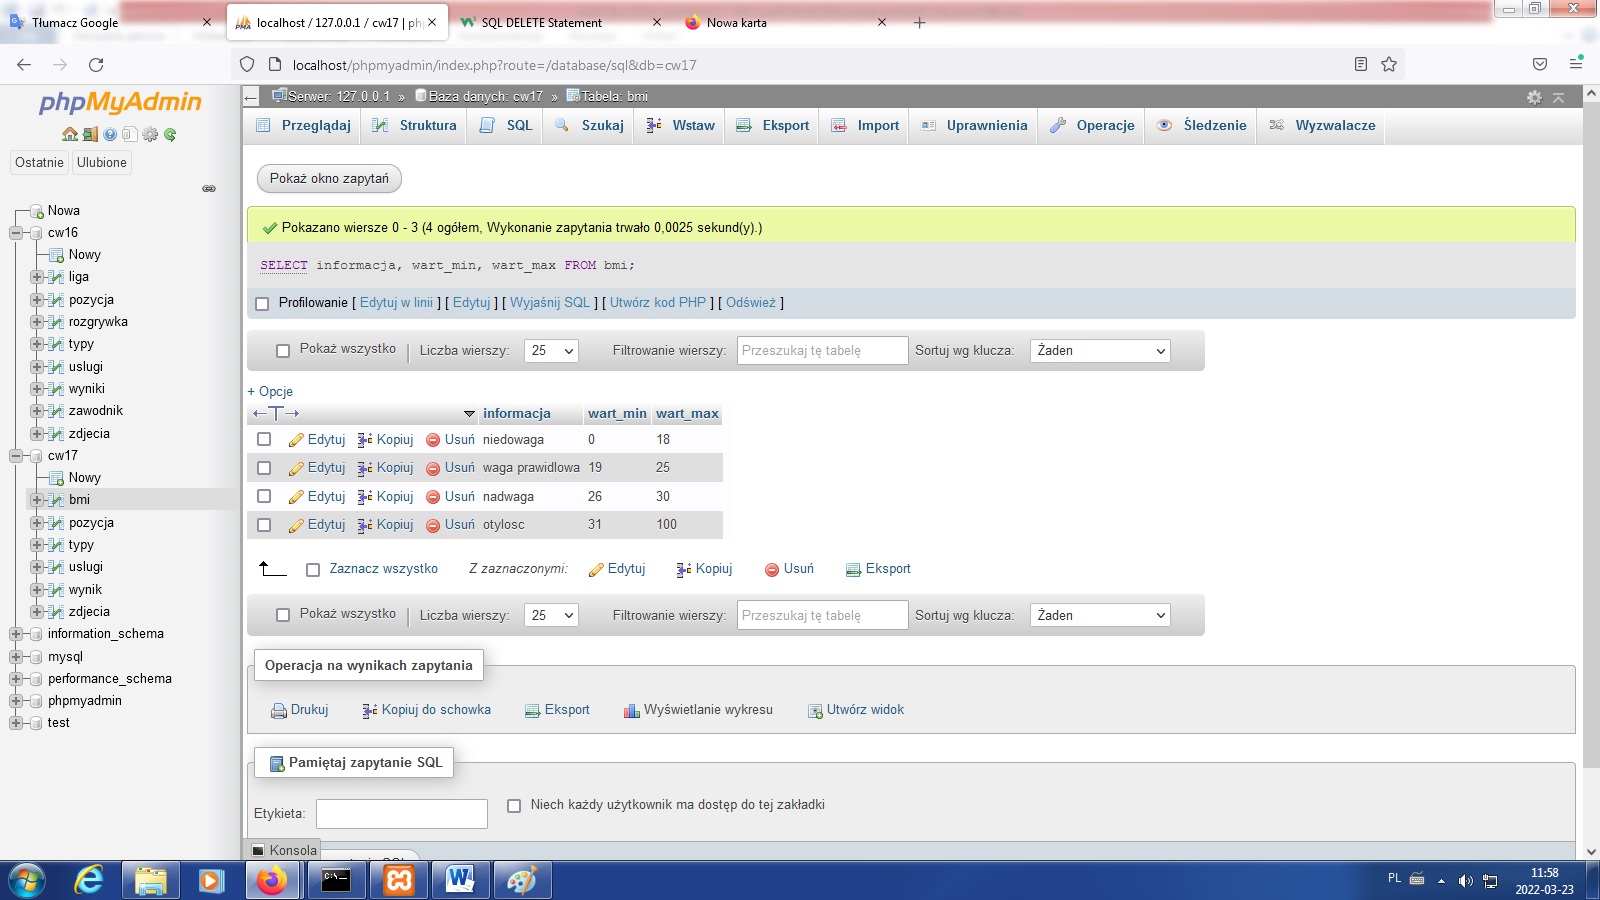 Tłumacz Google
localhost / 127.0.0.1 / cw17 | ph
SQL DELETE Statement
Nowa karta
localhost/phpmyadmin/index.php?route=/database/sql&db=cw17
phpMyAdmin
Ostatnie
Ulubione
Nowa
cw16
Nowy
liga
pozycja
rozgrywka
typy
uslugi
wyniki
zawodnik
zdjecia
cw17
Nowy
bmi
pozycja
typy
uslugi
wynik
zdjecia
information_schema
mysql
performance_schema
phpmyadmin
test
Serwer: 127.0.0.1 » Baza danych: cw17 » Tabela: bmi
Przeglądaj Struktura SQL Szukaj Wstaw Eksport Import Uprawnienia Operacje Śledzenie Wyzwalacze
Pokaż okno zapytań
Pokazano wiersze 0 - 3 (4 ogółem, Wykonanie zapytania trwało 0,0025 sekund(y).)
SELECT informacja, wart_min, wart_max FROM bmi;
Profilowanie [ Edytuj w linii ] [ Edytuj ] [ Wyjaśnij SQL ] [ Utwórz kod PHP ] [ Odśwież ]
Pokaż wszystko | Liczba wierszy: 25 Filtrowanie wierszy: Przeszukaj tę tabelę Sortuj wg klucza: Żaden
+ Opcje
←T→ informacja wart_min wart_max
Edytuj Kopiuj Usuń niedowaga 0 18
Edytuj Kopiuj Usuń waga prawidlowa 19 25
Edytuj Kopiuj Usuń nadwaga 26 30
Edytuj Kopiuj Usuń otylosc 31 100
Zaznacz wszystko Z zaznaczonymi: Edytuj Kopiuj Usuń Eksport
Pokaż wszystko | Liczba wierszy: 25 Filtrowanie wierszy: Przeszukaj tę tabelę Sortuj wg klucza: Żaden
Operacja na wynikach zapytania
Drukuj Kopiuj do schowka Eksport Wyświetlanie wykresu Utwórz widok
Pamiętaj zapytanie SQL
Etykieta: Niech każdy użytkownik ma dostęp do tej zakładki
Konsola
PL
11:58
2022-03-23